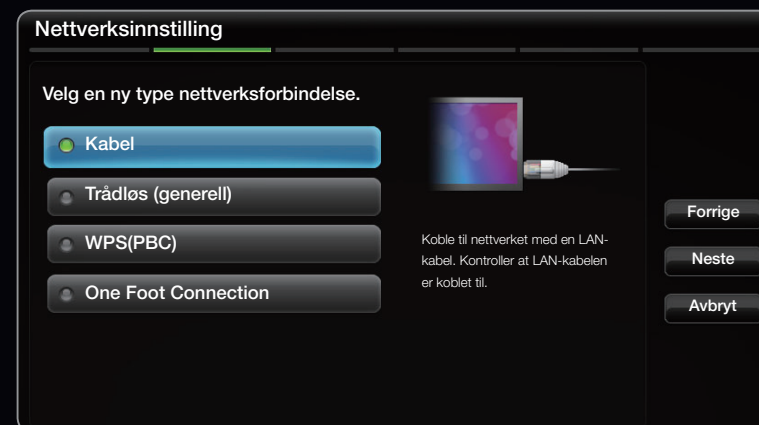 Nettverksinnstilling
Velg en ny type nettverksforbindelse.
Kabel
Trådløs (generell)
WPS(PBC)
One Foot Connection
Koble til nettverket med en LAN-
kabel. Kontroller at LAN-kabelen
er koblet til.
Forrige
Neste
Avbryt